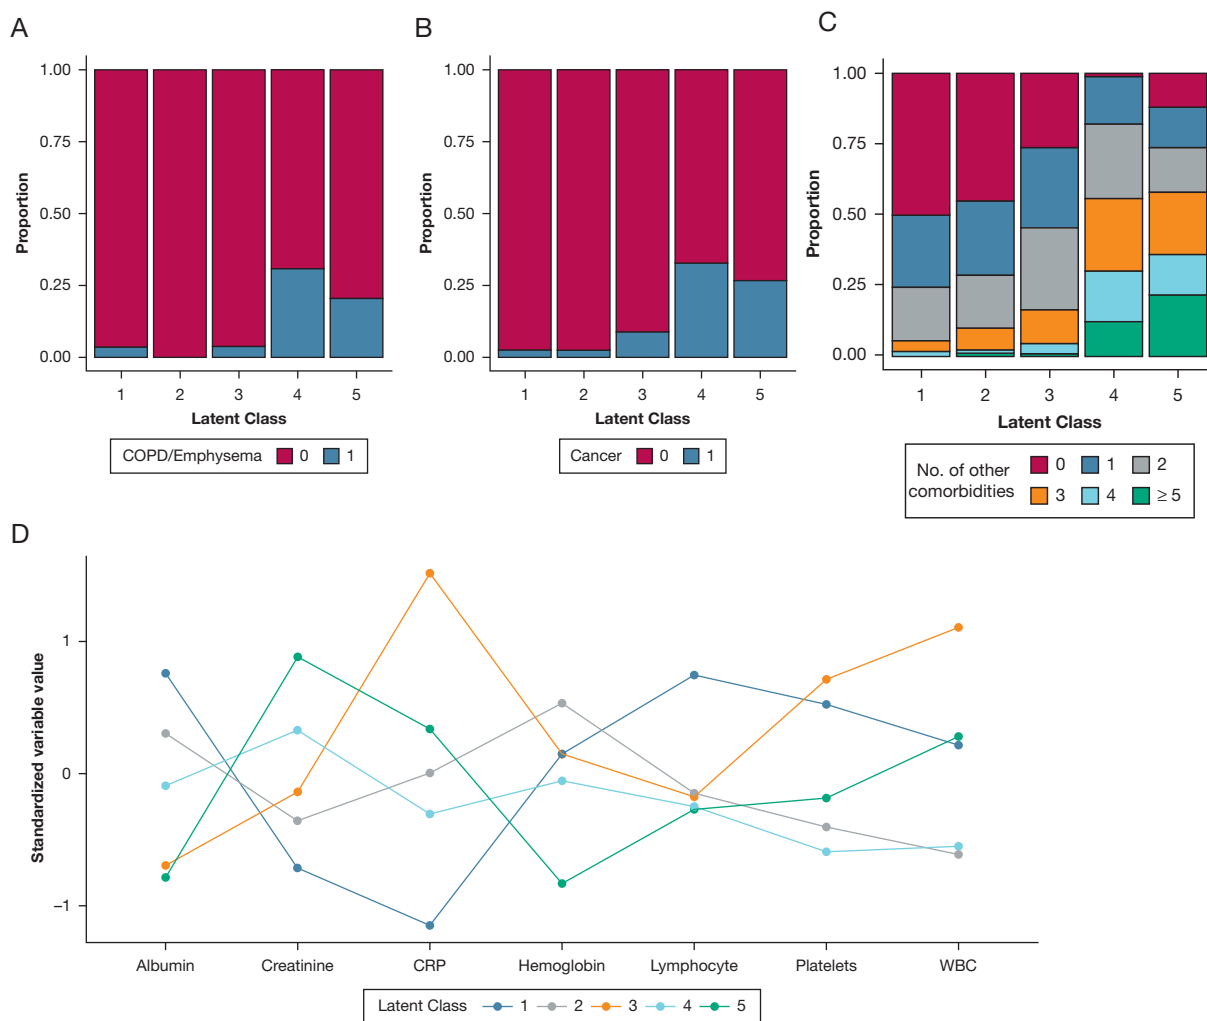 A
1.00
0.75
0.50
0.25
0.00
Proportion
1 2 3 4 5
Latent Class
COPD/Emphysema 0 1
B
1.00
0.75
0.50
0.25
0.00
Proportion
1 2 3 4 5
Latent Class
Cancer 0 1
C
1.00
0.75
0.50
0.25
0.00
Proportion
1 2 3 4 5
Latent Class
No. of other
comorbidities
0 1 2
3 4 ≥ 5
D
1
0
−1
Standardized variable value
Albumin Creatinine CRP Hemoglobin Lymphocyte Platelets WBC
Latent Class 1 2 3 4 5